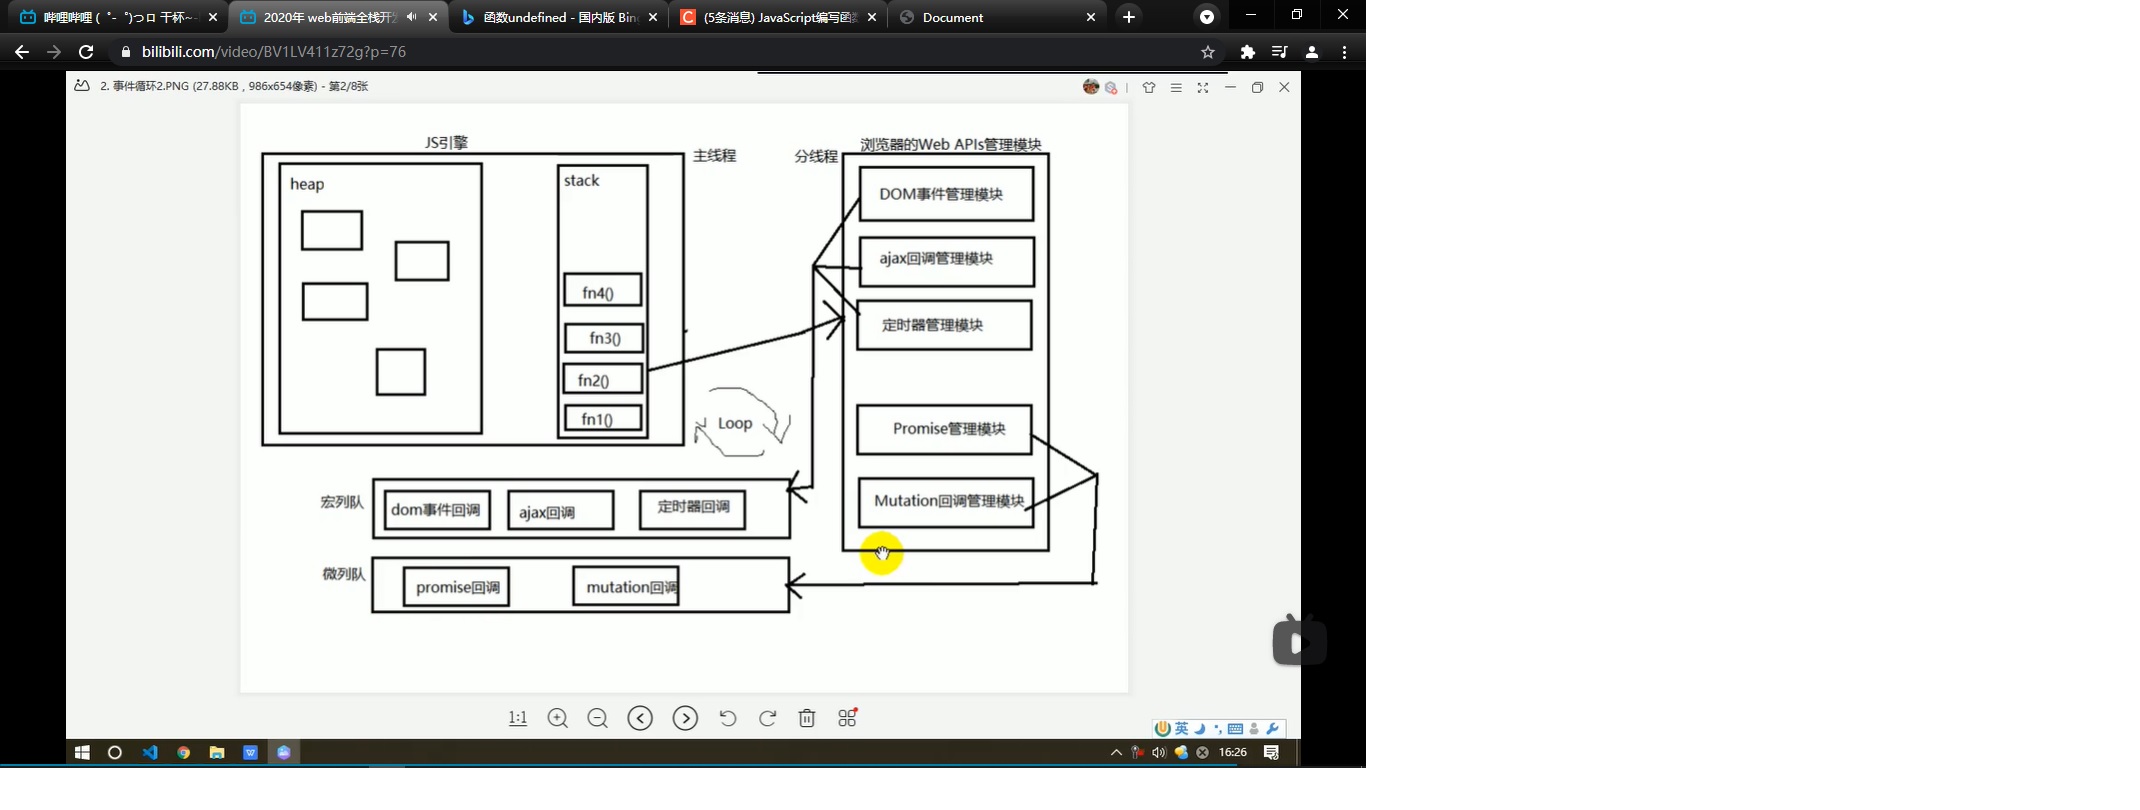 哔哩哔哩 (゜-゜)つロ 干杯~-
2020年 web前端全栈开
函数undefined - 国内版 Bin
(5条消息) JavaScript编写函
Document
bilibili.com/video/BV1LV411z72g?p=76
2. 事件循环2.PNG (27.88KB , 986x654像素) - 第2/8张
JS引擎
主线程
heap
stack
fn4()
fn3()
fn2()
fn1()
Loop
分线程
浏览器的Web APIs管理模块
DOM事件管理模块
ajax回调管理模块
定时器管理模块
Promise管理模块
Mutation回调管理模块
宏列队
dom事件回调
ajax回调
定时器回调
微列队
promise回调
mutation回调
1:1
英
16:26